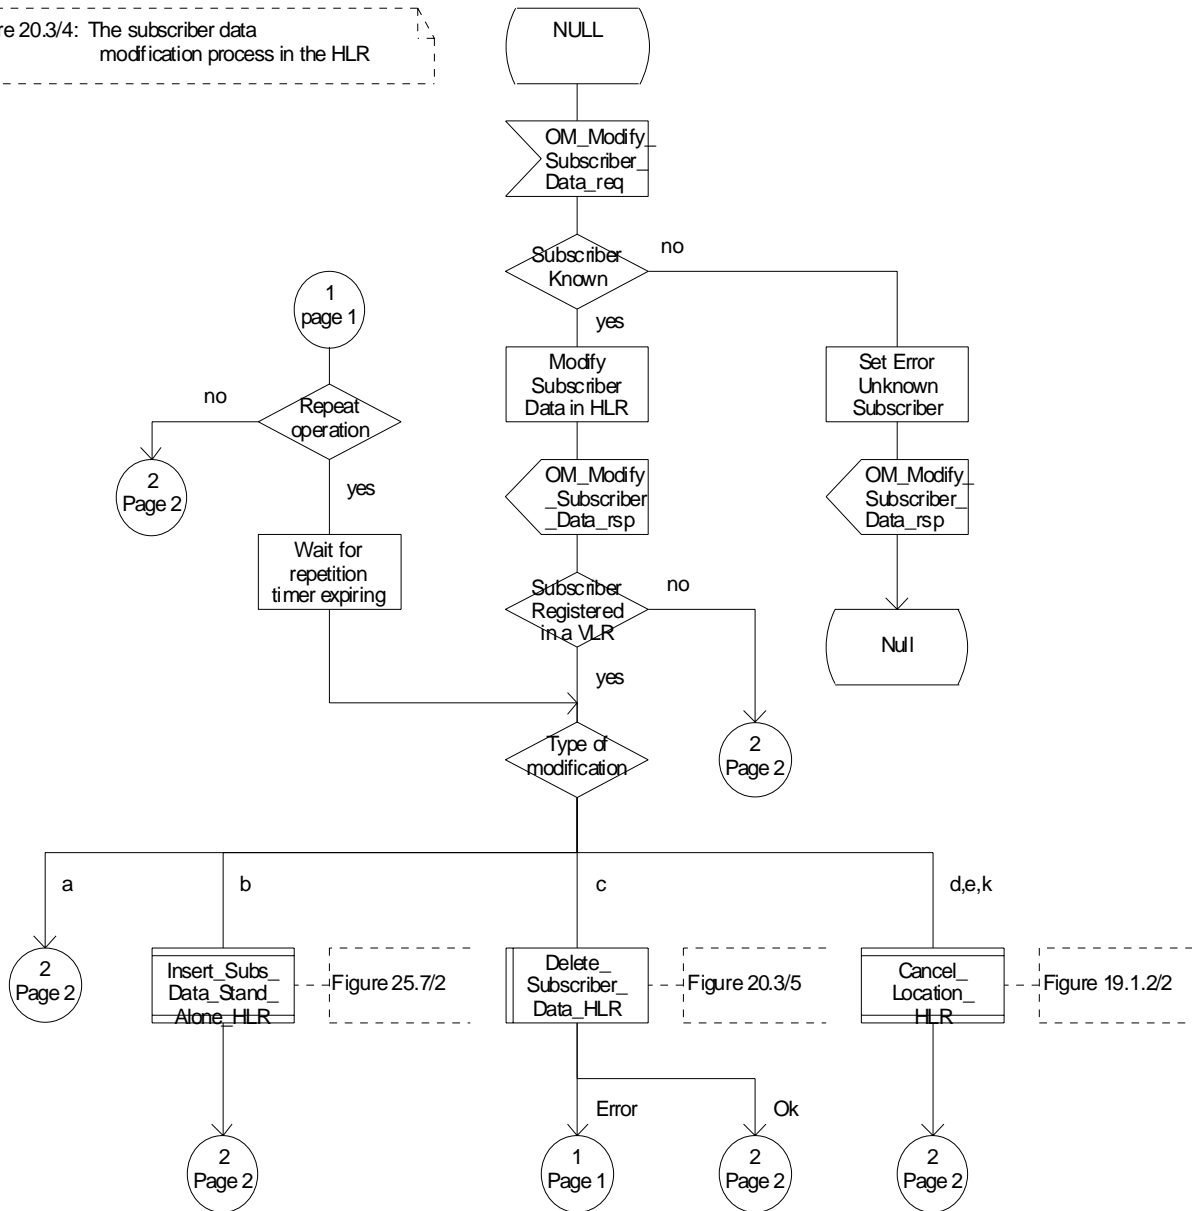 re 20.3/4: The subscriber data
modification process in the HLR
NULL
OM_Modify_
Subscriber_
Data_req
Subscriber
Known
no
yes
1
page 1
Modify
Subscriber
Data in HLR
Set Error
Unknown
Subscriber
no
Repeat
operation
2
Page 2
yes
OM_Modify
_Subscriber
_Data_rsp
OM_Modify_
Subscriber_
Data_rsp
Wait for
repetition
timer expiring
Subscriber
Registered
in a VLR
no
yes
Null
Type of
modification
2
Page 2
a
b
c
d,e,k
2
Page 2
Insert_Subs_
Data_Stand_
Alone_HLR
Figure 25.7/2
Delete_
Subscriber_
Data_HLR
Figure 20.3/5
Cancel_
Location_
HLR
Figure 19.1.2/2
Error
Ok
2
Page 2
1
Page 1
2
Page 2
2
Page 2